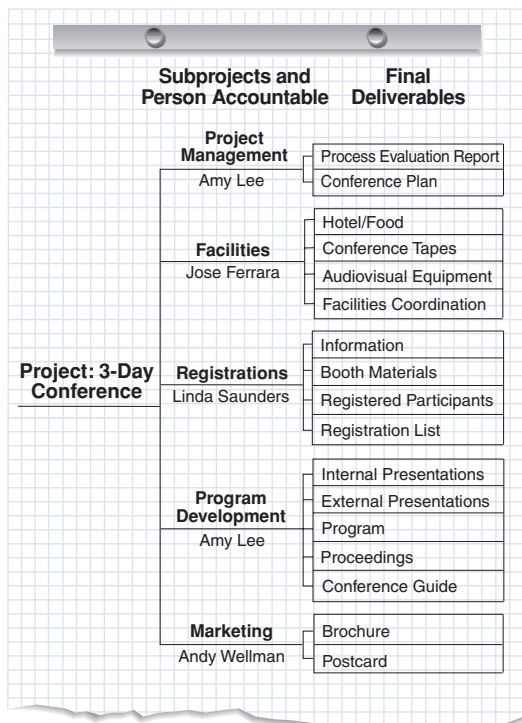 Subprojects and
Person Accountable
Final
Deliverables
Project: 3-Day
Conference
Project
Management
Amy Lee
Process Evaluation Report
Conference Plan
Facilities
Jose Ferrara
Hotel/Food
Conference Tapes
Audiovisual Equipment
Facilities Coordination
Registrations
Linda Saunders
Information
Booth Materials
Registered Participants
Registration List
Program
Development
Amy Lee
Internal Presentations
External Presentations
Program
Proceedings
Conference Guide
Marketing
Andy Wellman
Brochure
Postcard